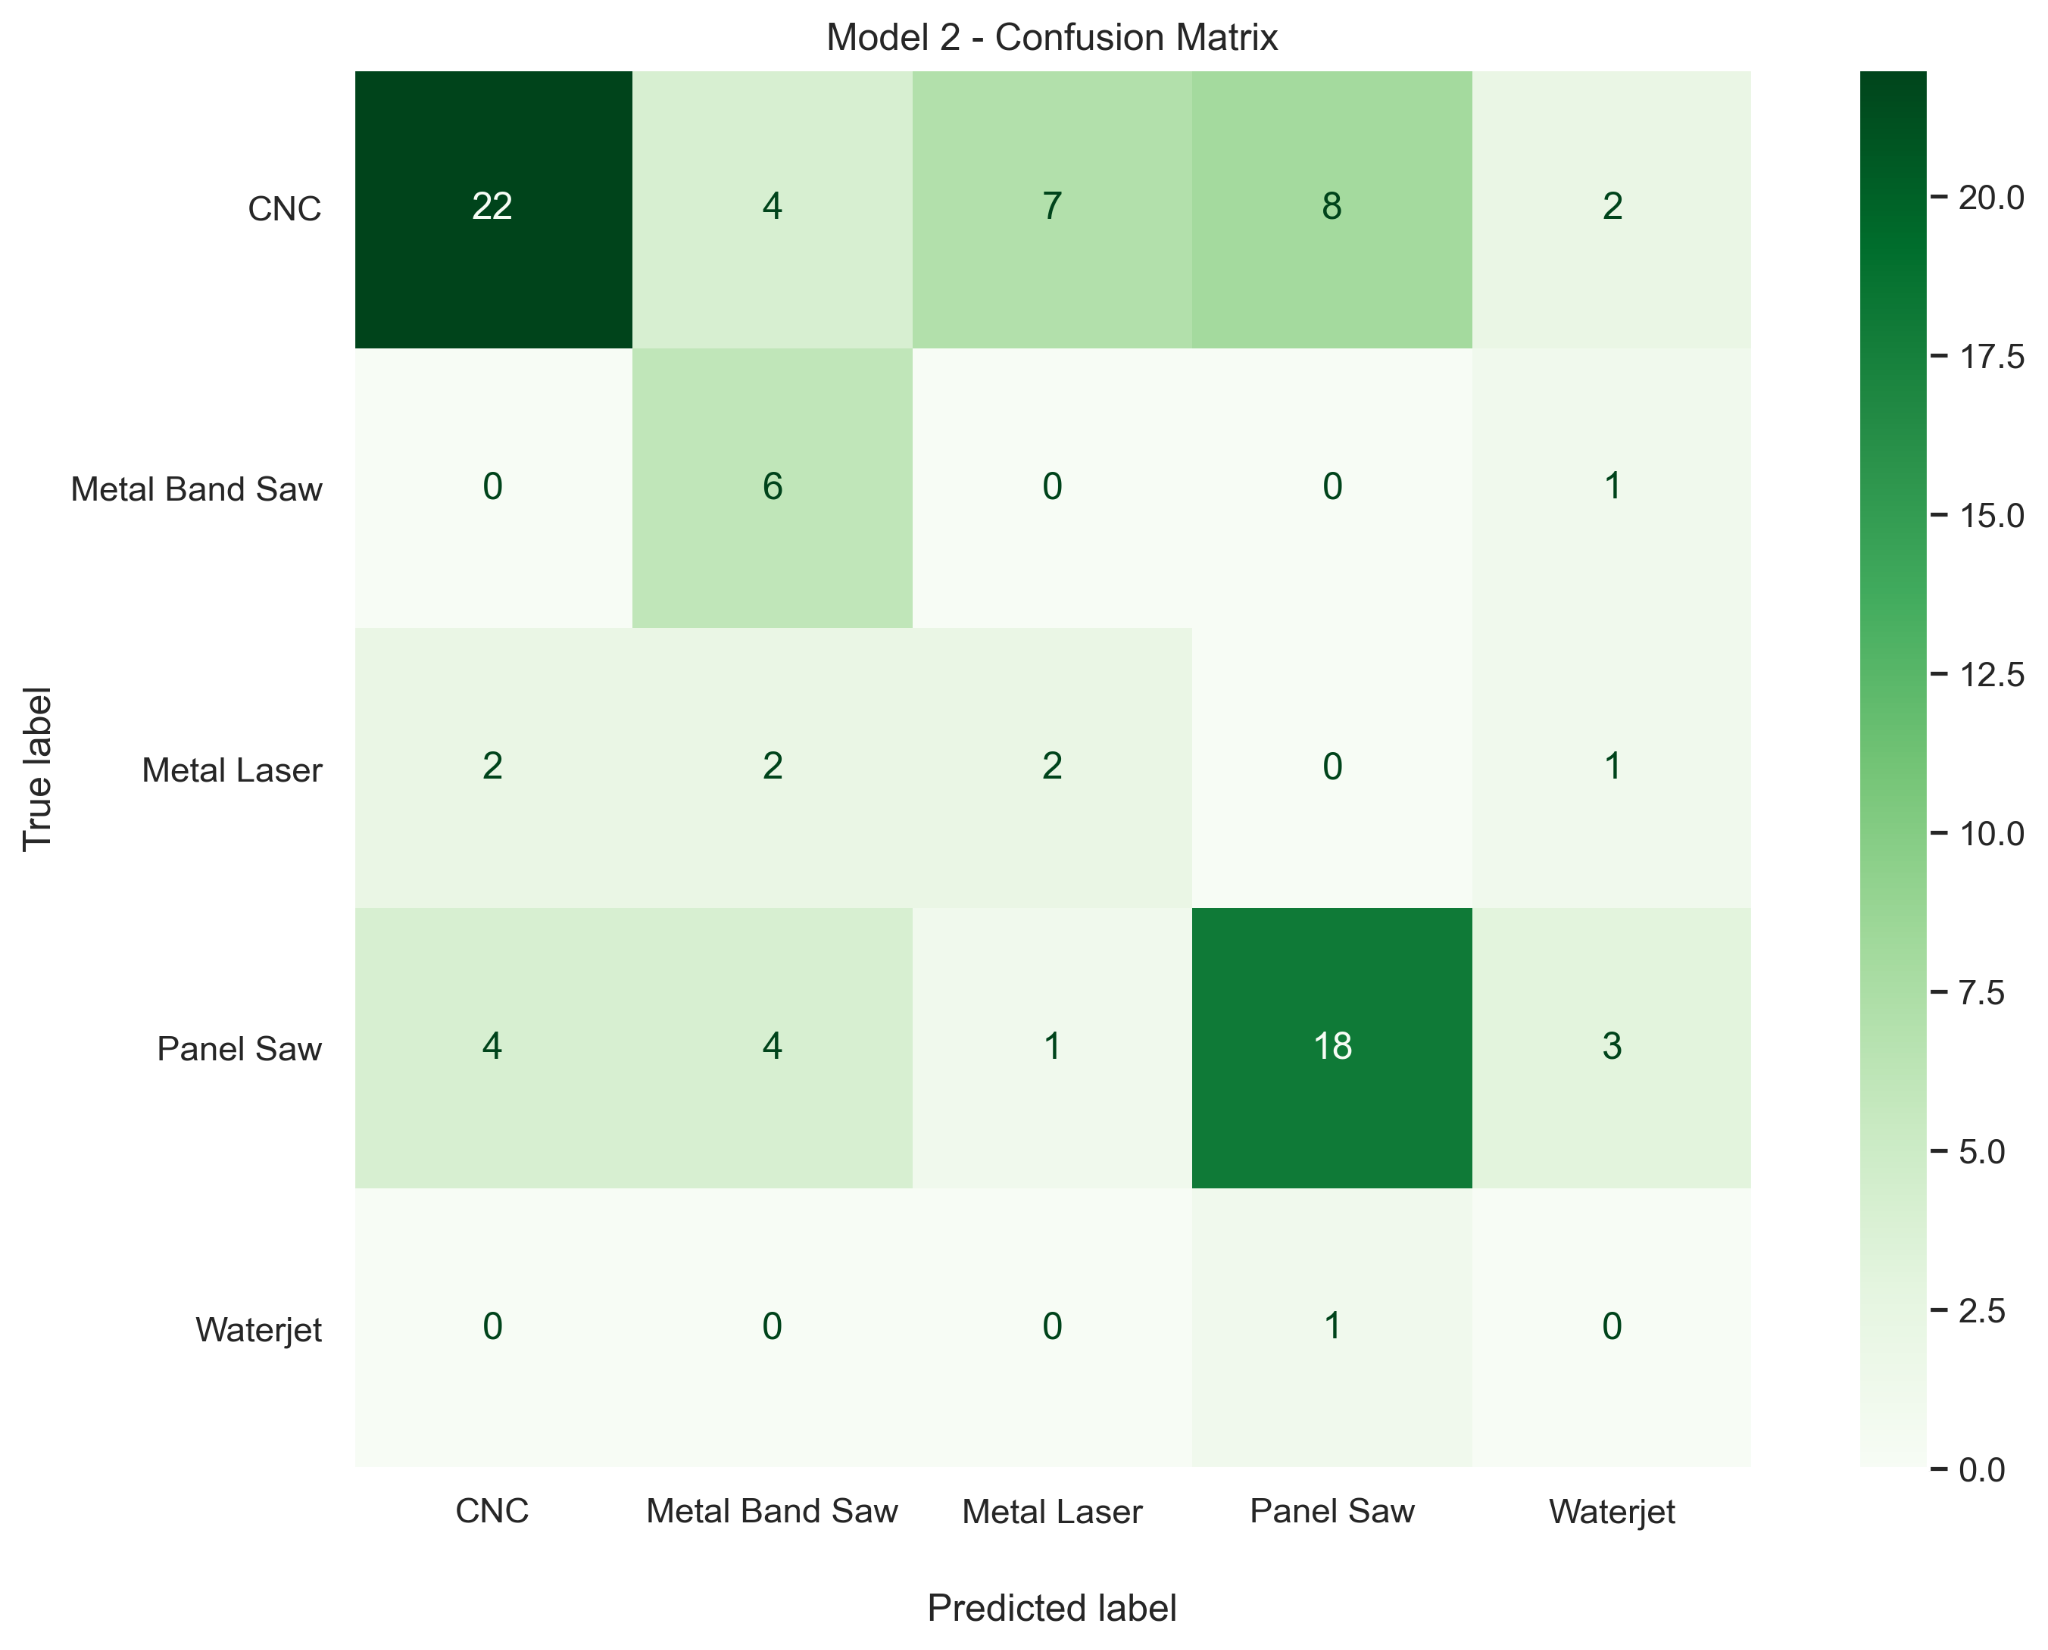 Model 2 - Confusion Matrix
CNC 22 4 7 8 2
Metal Band Saw 0 6 0 0 1
Metal Laser 2 2 2 0 1
Panel Saw 4 4 1 18 3
Waterjet 0 0 0 1 0
CNC Metal Band Saw Metal Laser Panel Saw Waterjet
Predicted label
True label
20.0
17.5
15.0
12.5
10.0
7.5
5.0
2.5
0.0